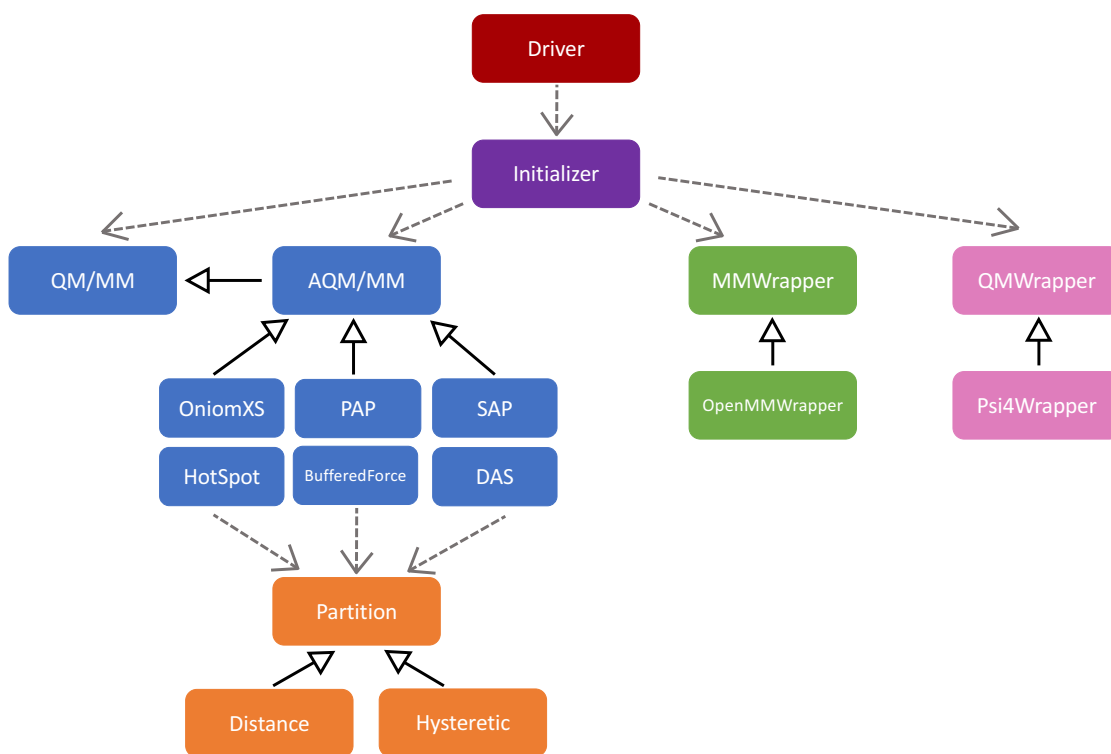 Driver
Initializer
QM/MM
AQM/MM
MMWrapper
QMWrapper
OniomXS
PAP
SAP
OpenMMWrapper
Psi4Wrapper
HotSpot
BufferedForce
DAS
Partition
Distance
Hysteretic